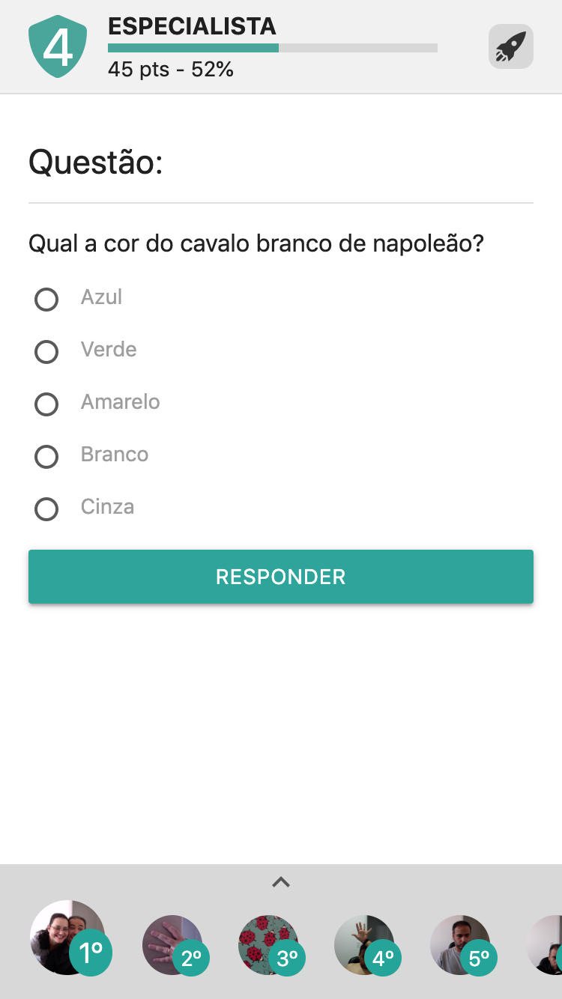 4
ESPECIALISTA
45 pts - 52%
Questão:
Qual a cor do cavalo branco de napoleão?
Azul
Verde
Amarelo
Branco
Cinza
RESPONDER
1º
2º
3º
4º
5º